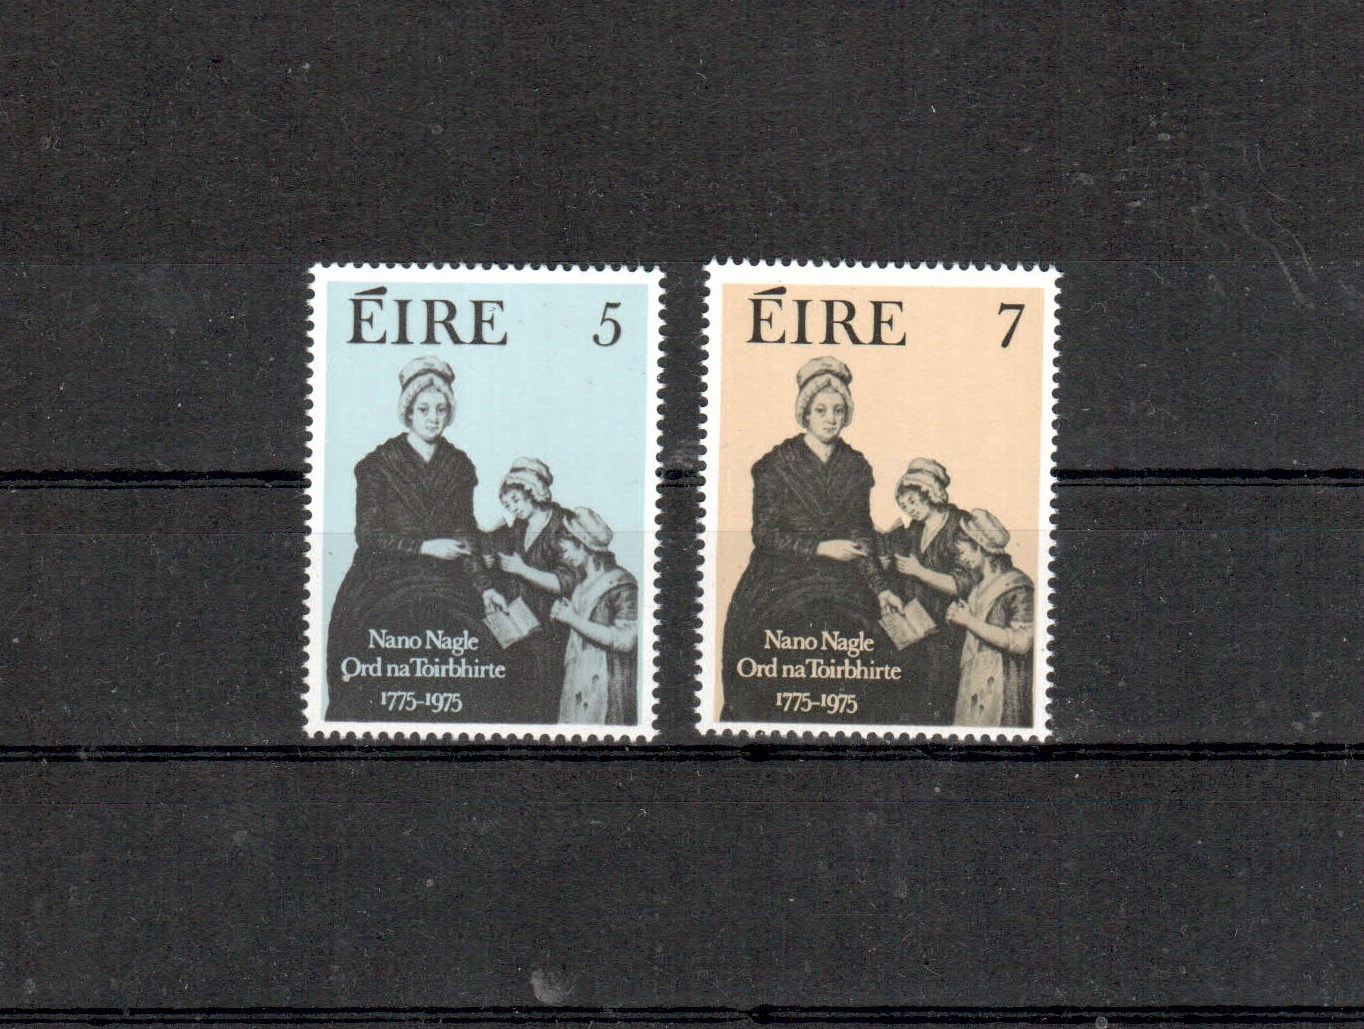 ÉIRE 5
Nano Nagle
Ord na Toirbhirte
1775-1975
ÉIRE 7
Nano Nagle
Ord na Toirbhirte
1775-1975